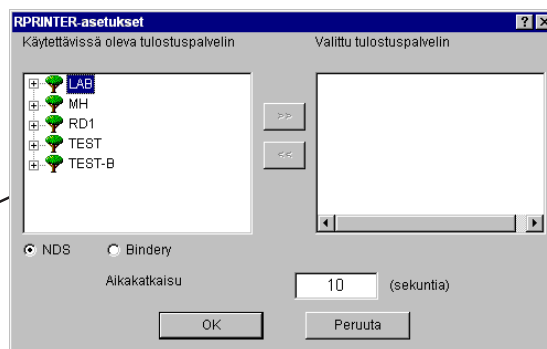 RPRINTER-asetukset
Käytettävissä oleva tulostuspalvelin
Valittu tulostuspalvelin
LAB
MH
RD1
TEST
TEST-B
>>
<<
NDS
Bindery
Aikakatkaisu
10
(sekuntia)
OK
Peruuta